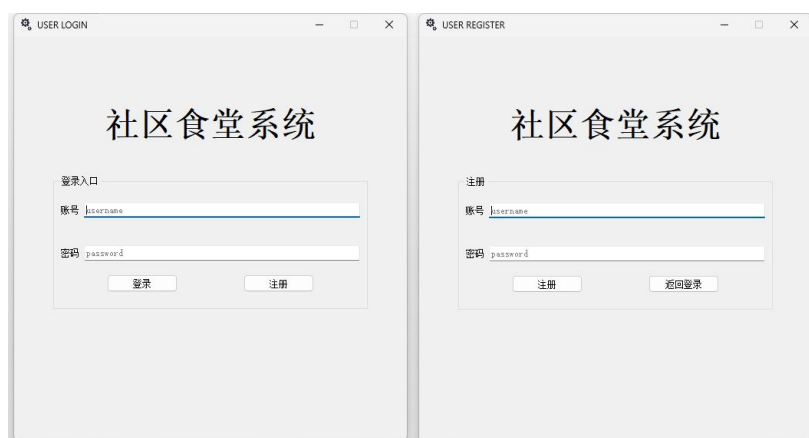 USER LOGIN
社区食堂系统
登录入口
账号 username
密码 password
登录 注册
USER REGISTER
社区食堂系统
注册
账号 username
密码 password
注册 返回登录